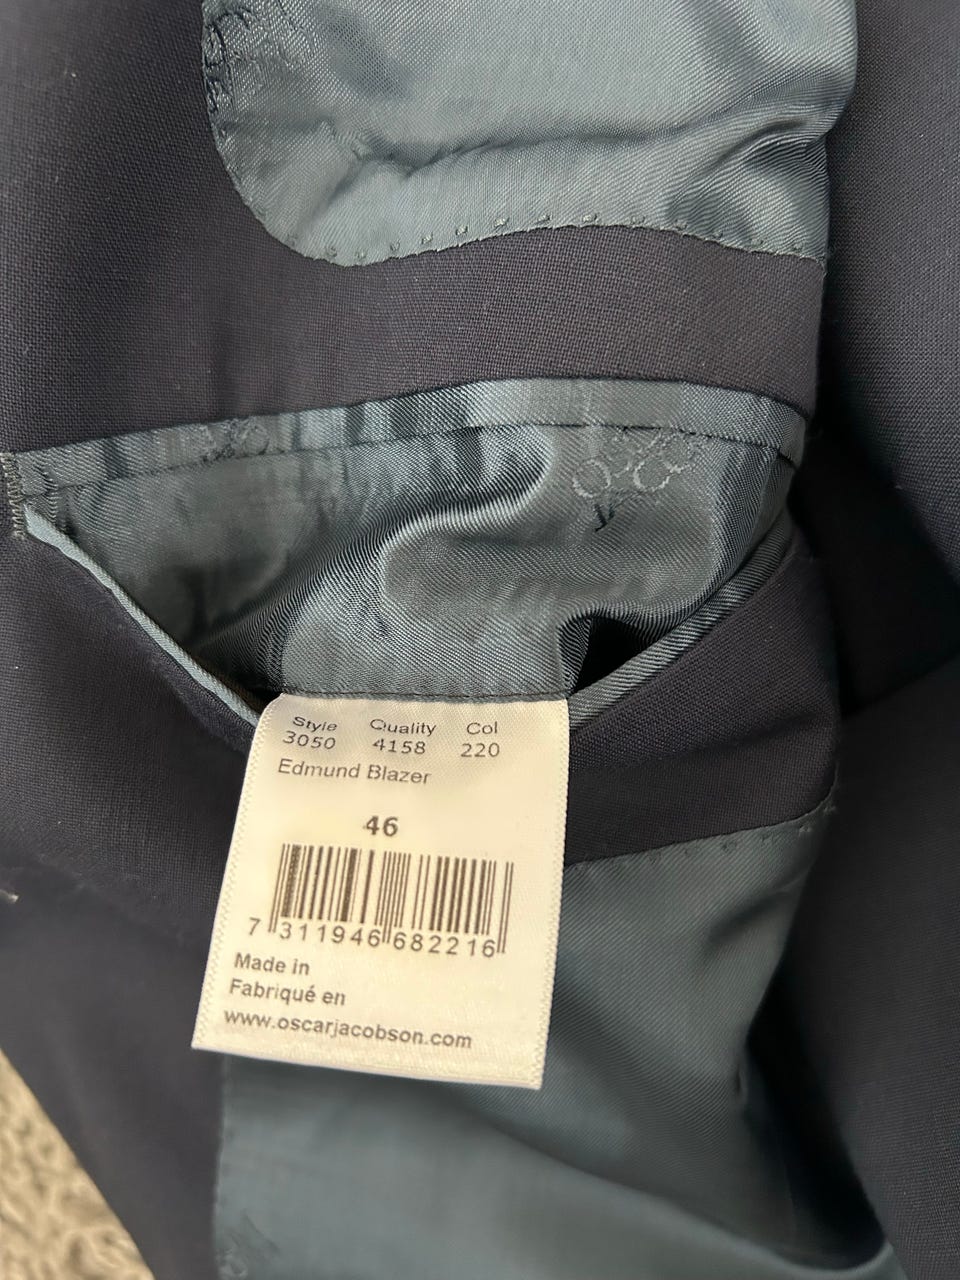 Style Quality Col
3050 4158 220
Edmund Blazer
46
7 311946 682216
Made in
Fabriqué en
www.oscarjacobson.com